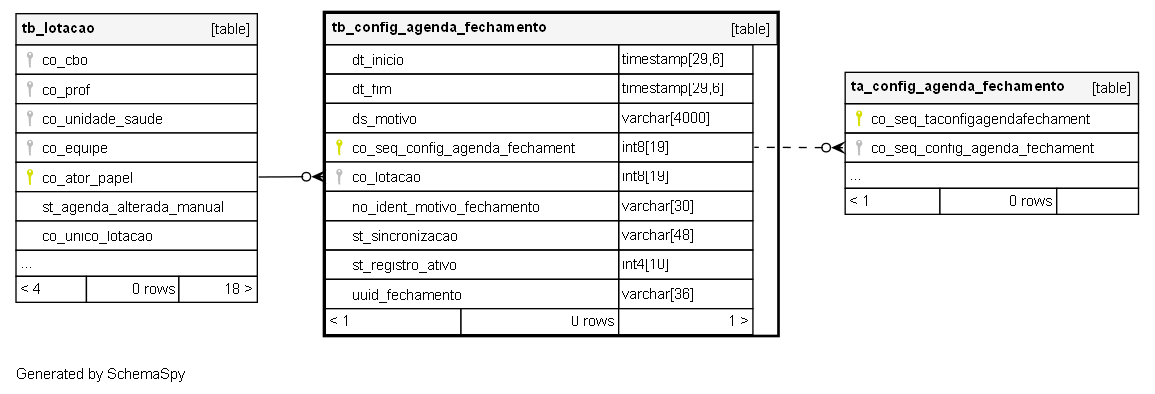 tb_lotacao [table]
co_cbo
co_prof
co_unidade_saude
co_equipe
co_ator_papel
st_agenda_alterada_manual
co_unico_lotacao
...
< 4 0 rows 18 >
tb_config_agenda_fechamento [table]
dt_inicio timestamp[29,6]
dt_fim timestamp[29,6]
ds_motivo varchar[4000]
co_seq_config_agenda_fechament int8[19]
co_lotacao int8[19]
no_ident_motivo_fechamento varchar[30]
st_sincronizacao varchar[48]
st_registro_ativo int4[10]
uuid_fechamento varchar[36]
< 1 0 rows 1 >
ta_config_agenda_fechamento [table]
co_seq_taconfigagendafechament
co_seq_config_agenda_fechament
...
< 1 0 rows
Generated by SchemaSpy